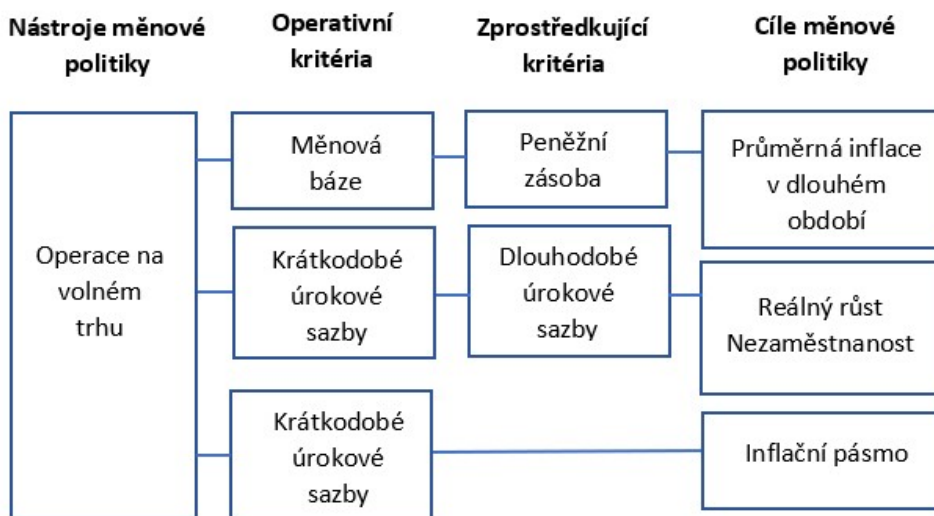 Nástroje měnové
politiky
Operativní
kritéria
Zprostředkující
kritéria
Cíle měnové
politiky
Operace na
volném
trhu
Měnová
báze
Peněžní
zásoba
Průměrná inflace
v dlouhém
období
Krátkodobé
úrokové
sazby
Dlouhodobé
úrokové
sazby
Reálný růst
Nezaměstnanost
Krátkodobé
úrokové
sazby
Inflační pásmo